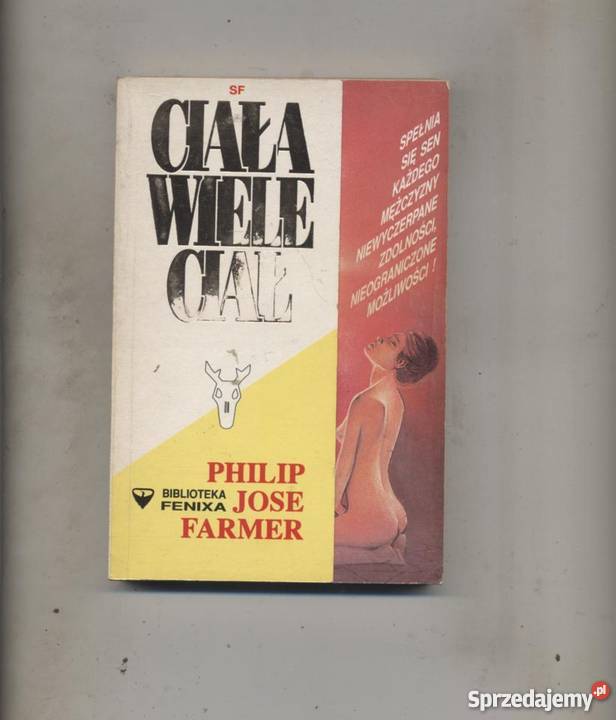 SF
CIAŁA
WIELE
CIAŁ
SPEŁNIA
SIĘ SEN
KAŻDEGO
MĘŻCZYZNY
NIEWYCZERPANE
ZDOLNOŚCI,
NIEOGRANICZONE
MOŻLIWOŚCI !
II
PHILIP
BIBLIOTEKA
FENIXA
JOSE
FARMER
Sprzedajemy.pl